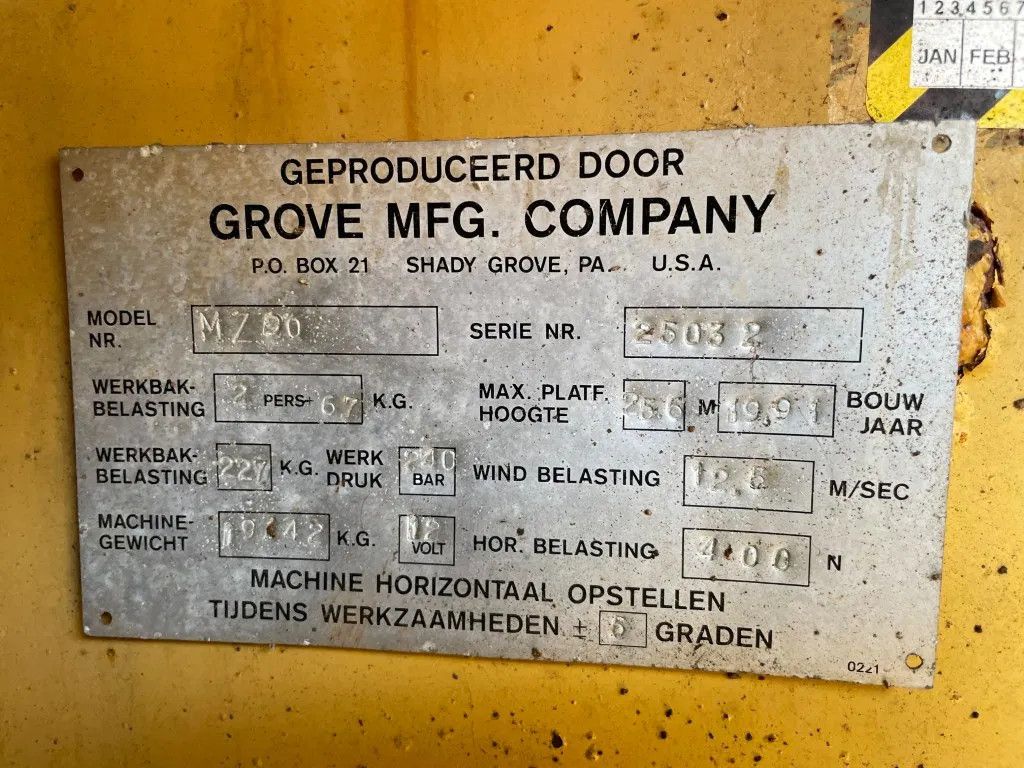 1 2 3 4 5 6 7
JAN FEB
GEPRODUCEERD DOOR
GROVE MFG. COMPANY
P.O. BOX 21 SHADY GROVE, PA. U.S.A.
MODEL NR. MZ90 SERIE NR. 25032
WERKBAK-BELASTING 2 PERS+ 67 K.G. MAX. PLATF. HOOGTE 25.6 M 1991 BOUW JAAR
WERKBAK-BELASTING 227 K.G. WERK DRUK 240 BAR WIND BELASTING 12.5 M/SEC
MACHINE-GEWICHT K.G. 12 VOLT HOR. BELASTING 400 N
MACHINE HORIZONTAAL OPSTELLEN
TIJDENS WERKZAAMHEDEN ± 5 GRADEN